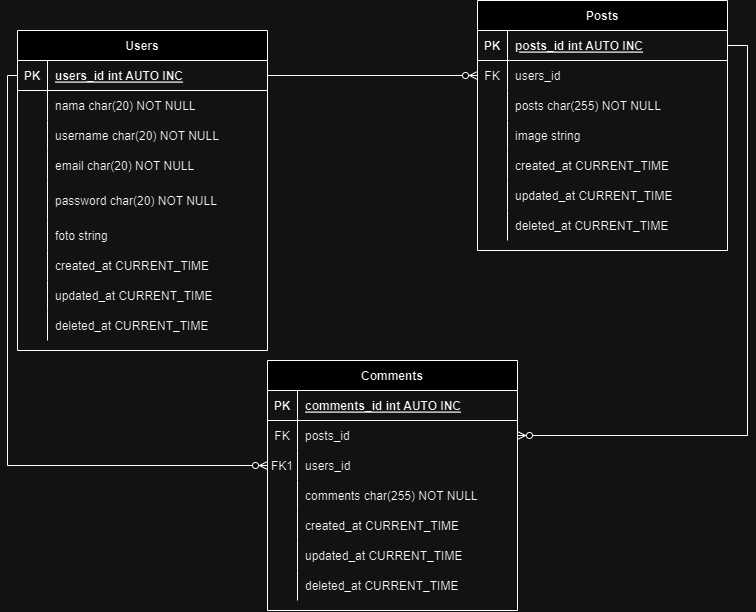 Users
PK users_id int AUTO INC
nama char(20) NOT NULL
username char(20) NOT NULL
email char(20) NOT NULL
password char(20) NOT NULL
foto string
created_at CURRENT_TIME
updated_at CURRENT_TIME
deleted_at CURRENT_TIME
Posts
PK posts_id int AUTO INC
FK users_id
posts char(255) NOT NULL
image string
created_at CURRENT_TIME
updated_at CURRENT_TIME
deleted_at CURRENT_TIME
Comments
PK comments_id int AUTO INC
FK posts_id
FK1 users_id
comments char(255) NOT NULL
created_at CURRENT_TIME
updated_at CURRENT_TIME
deleted_at CURRENT_TIME